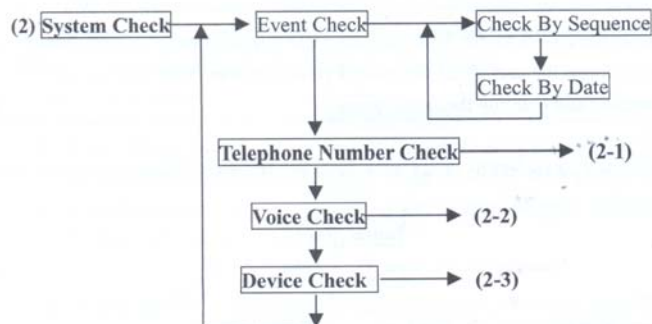 (2) System Check Event Check Check By Sequence
Check By Date
Telephone Number Check (2-1)
Voice Check (2-2)
Device Check (2-3)